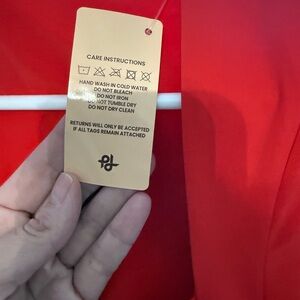 CARE INSTRUCTIONS
HAND WASH IN COLD WATER
DO NOT BLEACH
DO NOT IRON
DO NOT TUMBLE DRY
DO NOT DRY CLEAN
RETURNS WILL ONLY BE ACCEPTED
IF ALL TAGS REMAIN ATTACHED